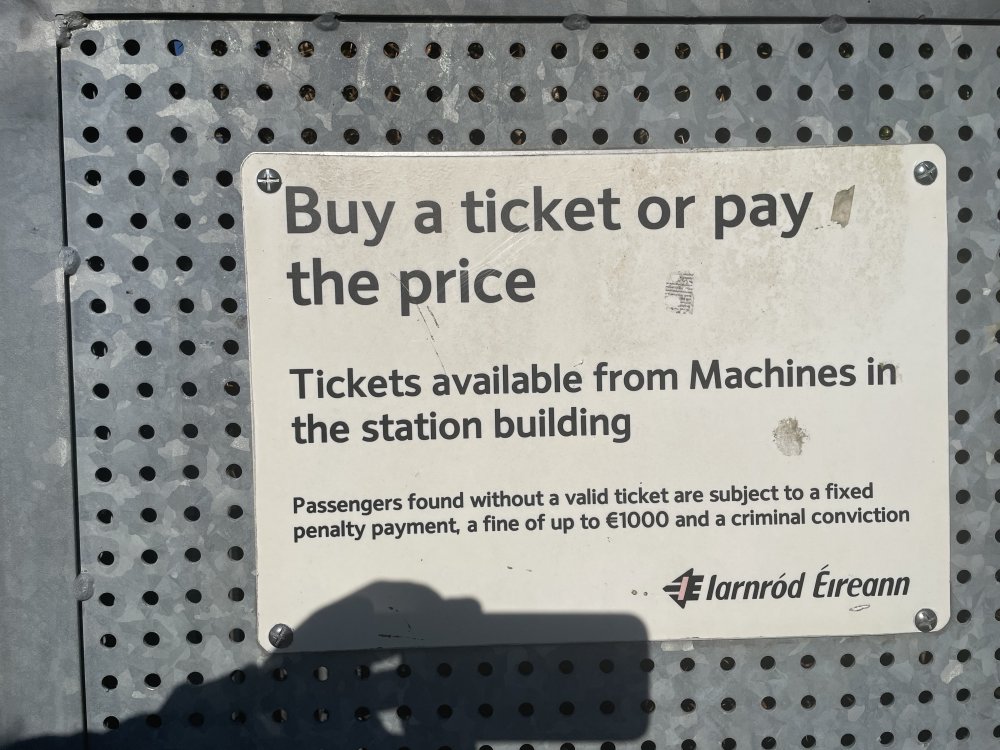 Buy a ticket or pay
the price
Tickets available from Machines in
the station building
Passengers found without a valid ticket are subject to a fixed
penalty payment, a fine of up to €1000 and a criminal conviction
Iarnród Éireann